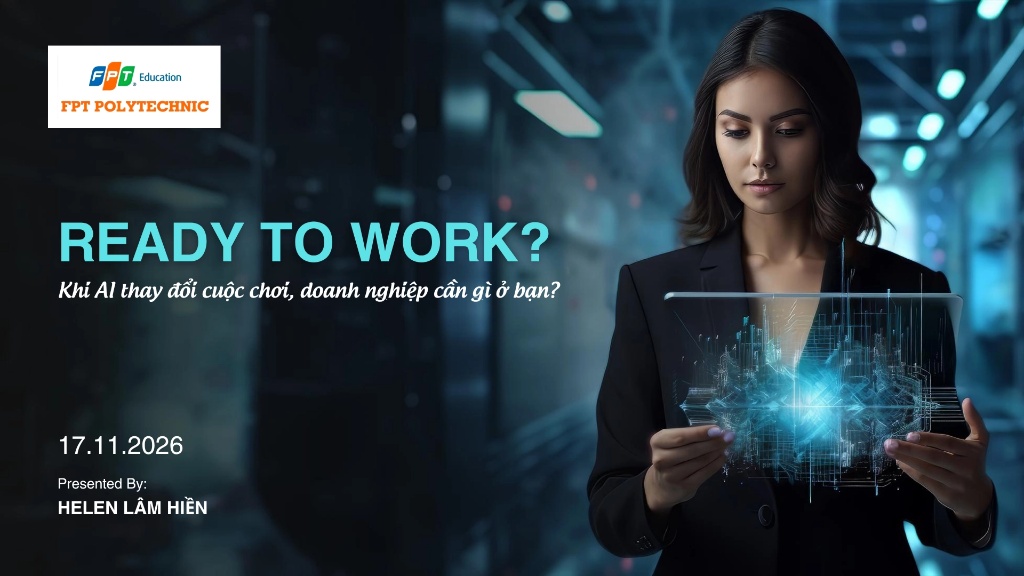 FPT Education
FPT POLYTECHNIC
READY TO WORK?
Khi AI thay đổi cuộc chơi, doanh nghiệp cần gì ở bạn?
17.11.2026
Presented By:
HELEN LÂM HIỀN